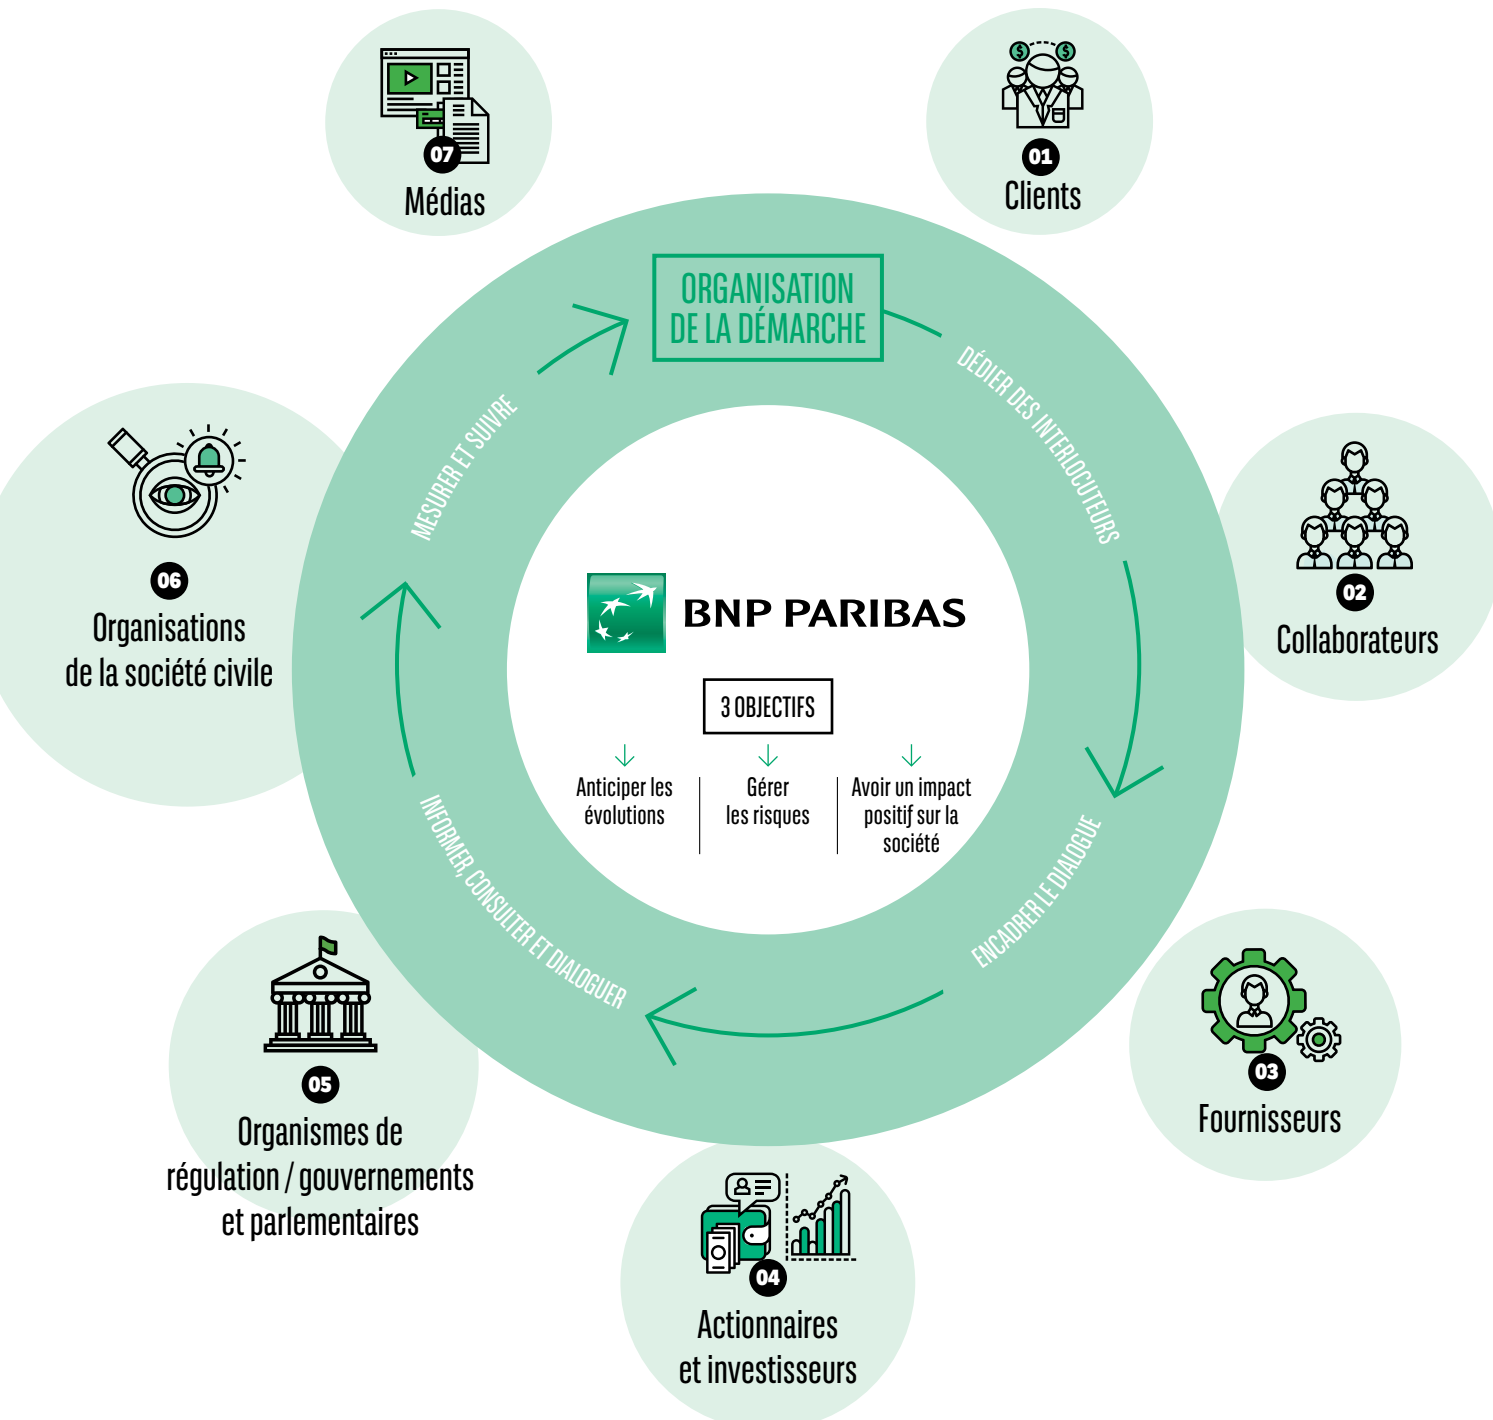 07
Médias
01
Clients
ORGANISATION
DE LA DÉMARCHE
DÉDIER DES INTERLOCUTEURS
MESURER ET SUIVRE
06
Organisations
de la société civile
02
Collaborateurs
BNP PARIBAS
3 OBJECTIFS
Anticiper les
évolutions
Gérer
les risques
Avoir un impact
positif sur la
société
INFORMER, CONSULTER ET DIALOGUER
ENCADRER LE DIALOGUE
05
Organismes de
régulation / gouvernements
et parlementaires
03
Fournisseurs
04
Actionnaires
et investisseurs